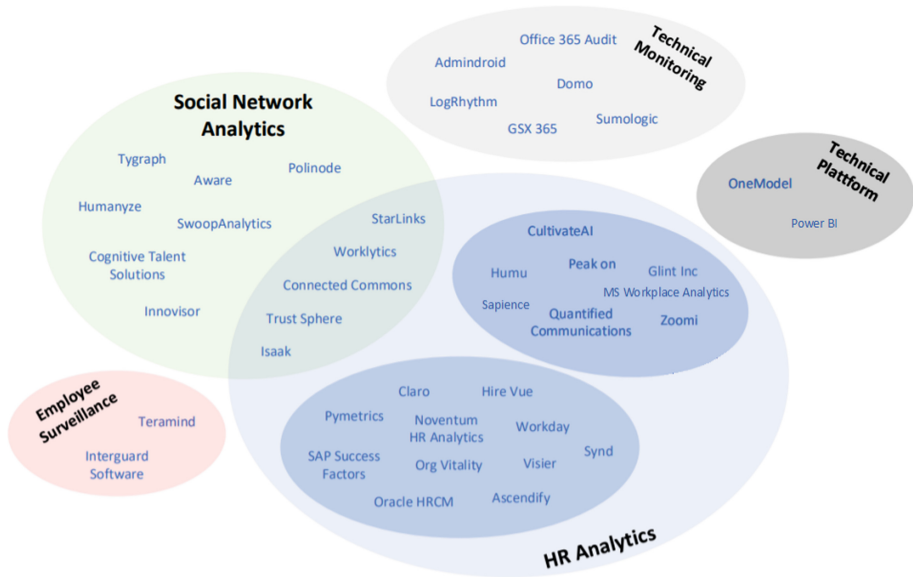 Office 365 Audit
Technical
Monitoring
Admindroid
Domo
LogRhythm
Sumologic
GSX 365
Social Network
Analytics
Tygraph
Polinode
Aware
Humanyze
SwoopAnalytics
Cognitive Talent
Solutions
Innovisor
StarLinks
Worklytics
Connected Commons
Trust Sphere
Isaak
Technical
Plattform
OneModel
Power BI
CultivateAI
Peak on
Humu
Glint Inc
MS Workplace Analytics
Sapience
Quantified
Communications
Zoomi
Employee
Surveillance
Teramind
Interguard
Software
Claro
Hire Vue
Pymetrics
Noventum
HR Analytics
Workday
Synd
SAP Success
Factors
Org Vitality
Visier
Oracle HRCM
Ascendify
HR Analytics